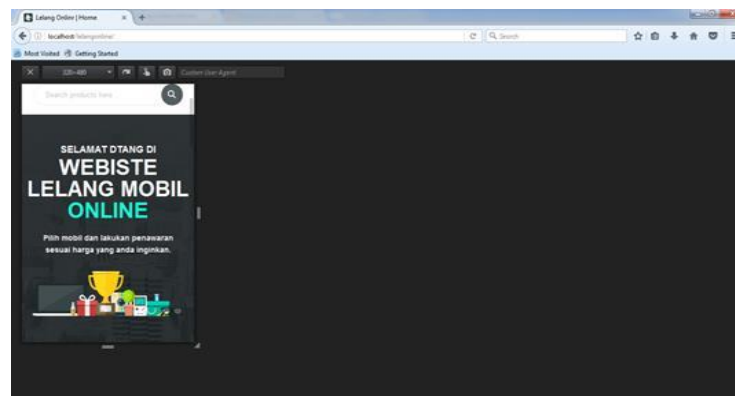 Lelang Online | Home
localhost/lelangonline/
Search
Most Visited
Getting Started
320×480
Custom User Agent
Search products here
SELAMAT DTANG DI
WEBISTE
LELANG MOBIL
ONLINE
Pilih mobil dan lakukan penawaran
sesuai harga yang anda inginkan.